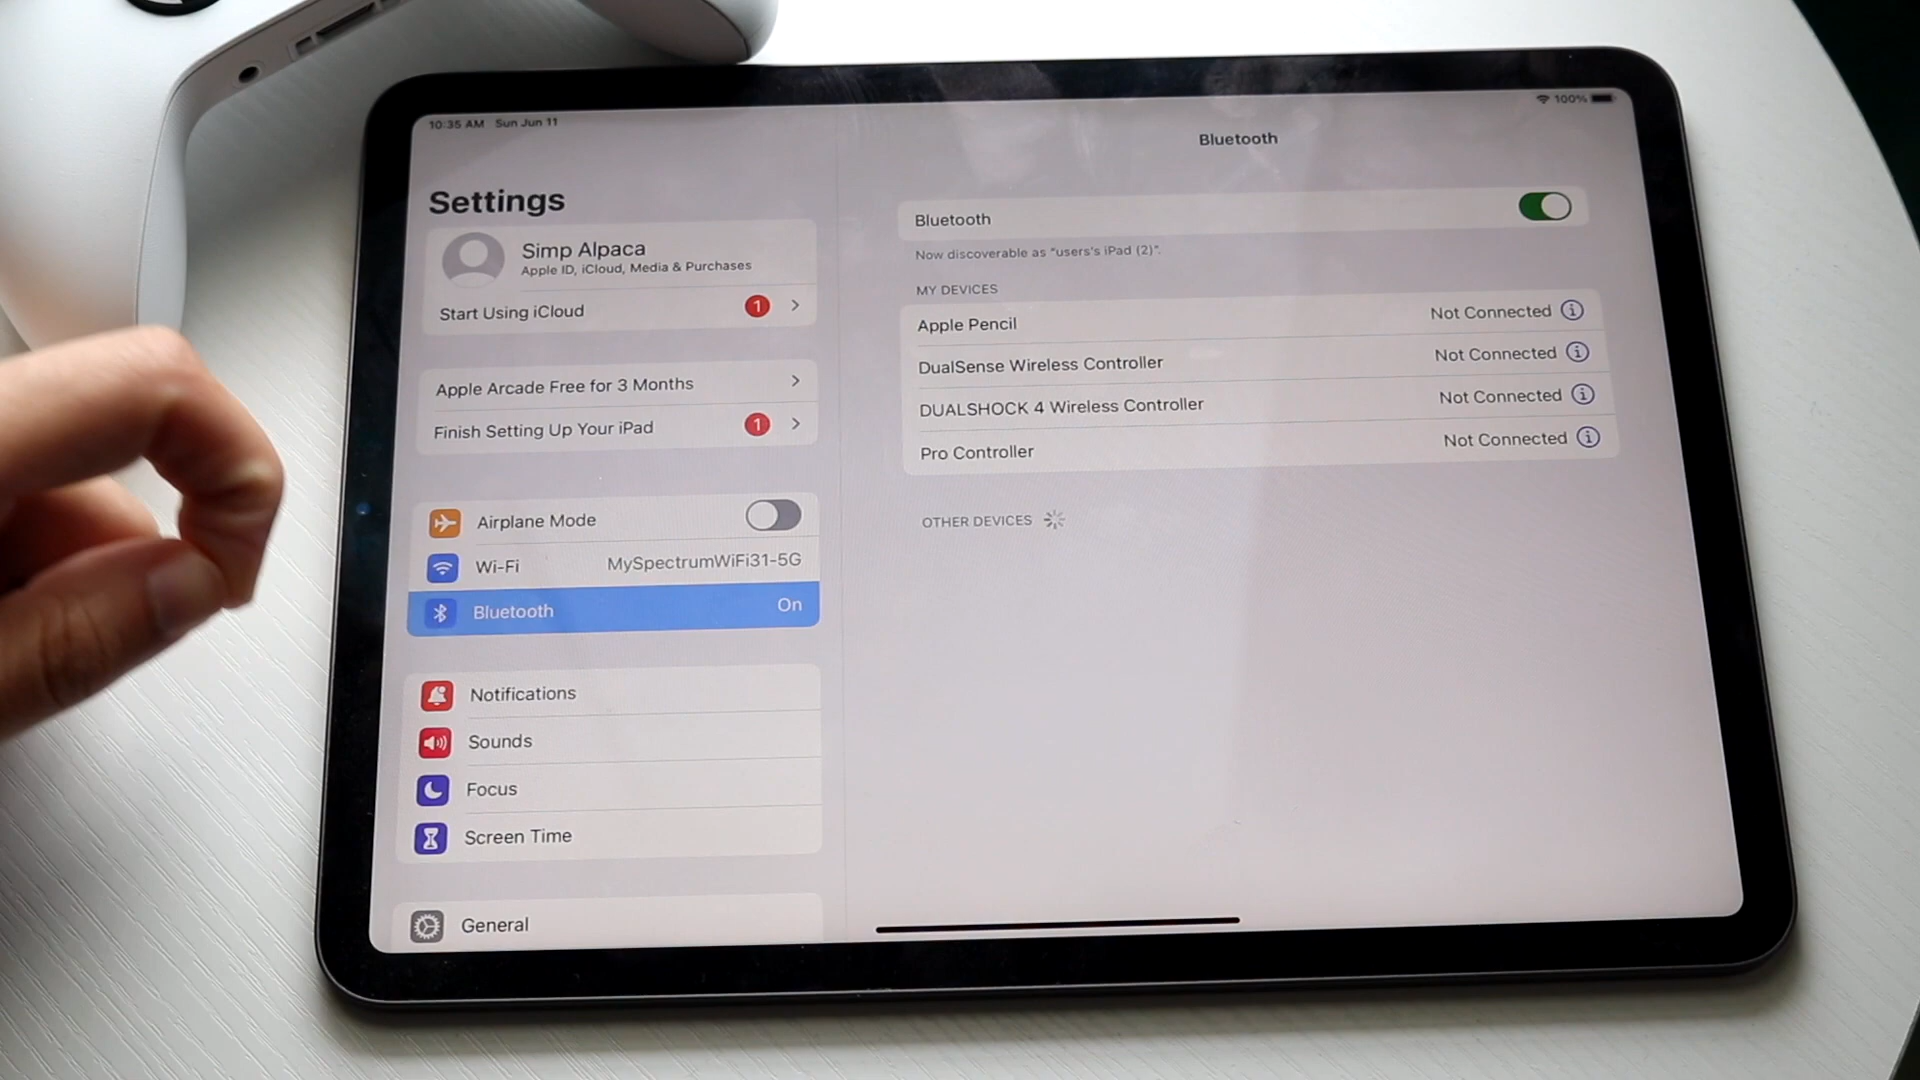 10:35 AM Sun Jun 11
100%
Settings
Simp Alpaca
Apple ID, iCloud, Media & Purchases
Start Using iCloud 1
Apple Arcade Free for 3 Months
Finish Setting Up Your iPad 1
Airplane Mode
Wi-Fi MySpectrumWiFi31-5G
Bluetooth On
Notifications
Sounds
Focus
Screen Time
General
Bluetooth
Bluetooth
Now discoverable as "users's iPad (2)".
MY DEVICES
Apple Pencil Not Connected
DualSense Wireless Controller Not Connected
DUALSHOCK 4 Wireless Controller Not Connected
Pro Controller Not Connected
OTHER DEVICES